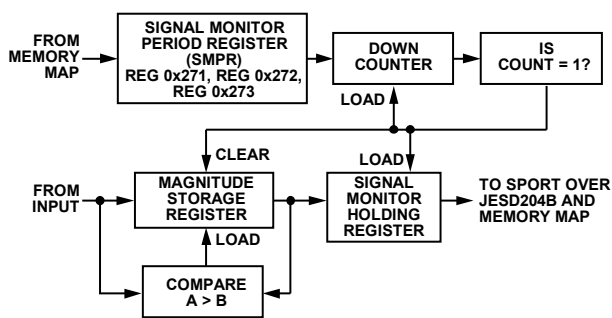 FROM
MEMORY
MAP
SIGNAL MONITOR
PERIOD REGISTER
(SMPR)
REG 0x271, REG 0x272,
REG 0x273
DOWN
COUNTER
IS
COUNT = 1?
LOAD
CLEAR
LOAD
FROM
INPUT
MAGNITUDE
STORAGE
REGISTER
SIGNAL
MONITOR
HOLDING
REGISTER
TO SPORT OVER
JESD204B AND
MEMORY MAP
LOAD
COMPARE
A > B